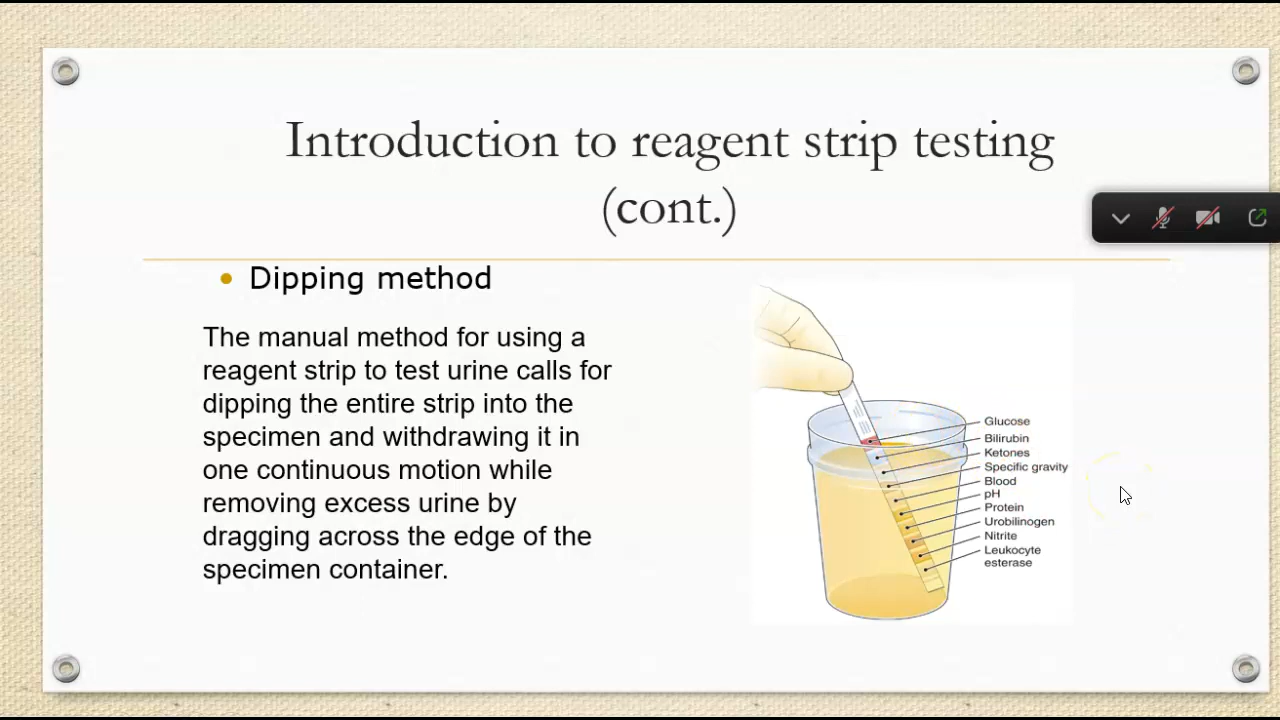 Introduction to reagent strip testing
(cont.)
• Dipping method
The manual method for using a
reagent strip to test urine calls for
dipping the entire strip into the
specimen and withdrawing it in
one continuous motion while
removing excess urine by
dragging across the edge of the
specimen container.
Glucose
Bilirubin
Ketones
Specific gravity
Blood
pH
Protein
Urobilinogen
Nitrite
Leukocyte
esterase